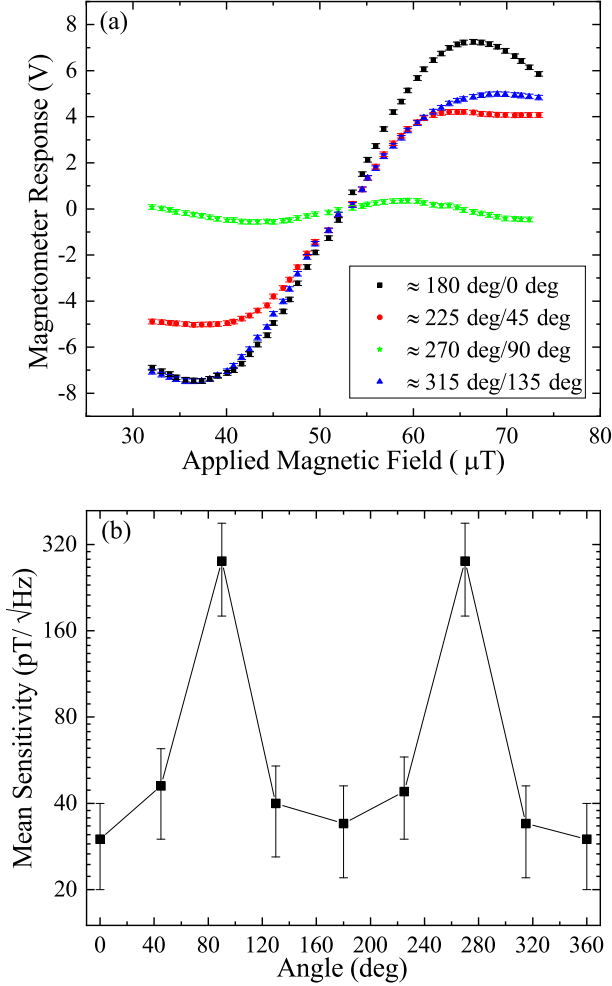 (a)
8
6
4
2
0
-2
-4
-6
-8
Magnetometer Response (V)
≈ 180 deg/0 deg
≈ 225 deg/45 deg
≈ 270 deg/90 deg
≈ 315 deg/135 deg
30 40 50 60 70 80
Applied Magnetic Field ( μT)
(b)
320
160
80
40
20
Mean Sensitivity (pT/ √Hz)
0 40 80 120 160 200 240 280 320 360
Angle (deg)